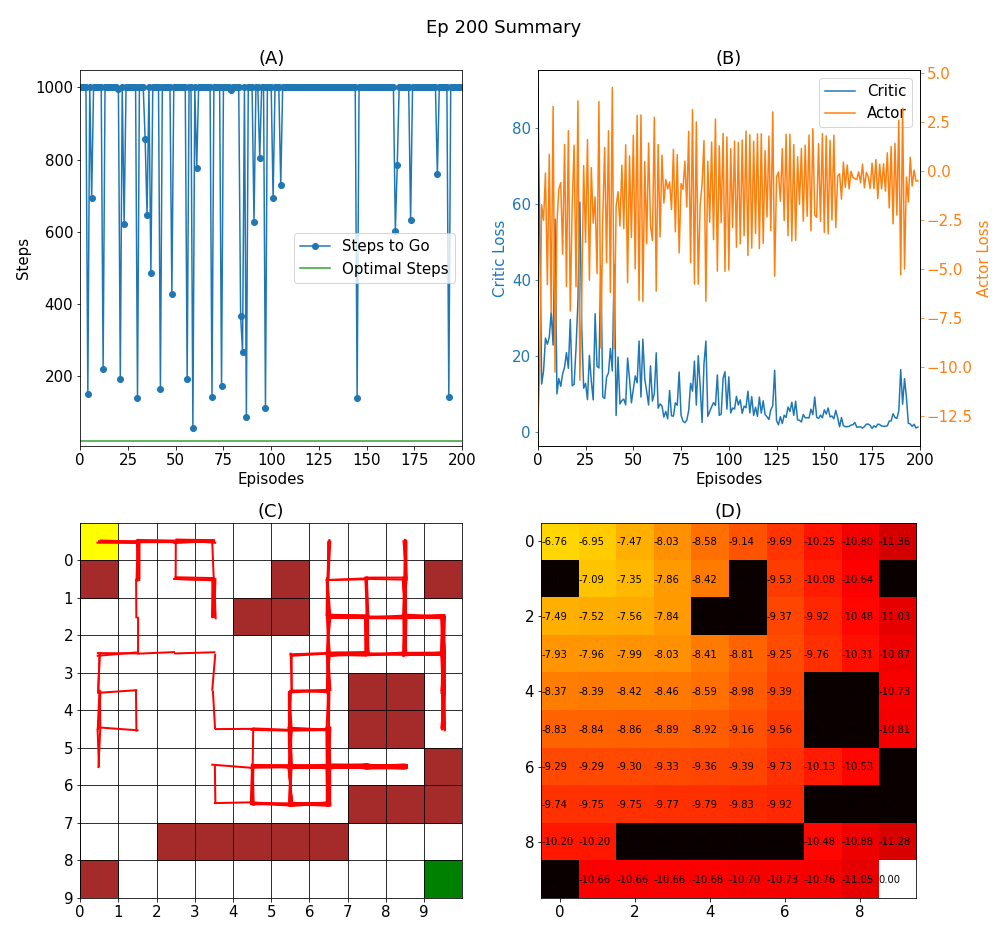 Ep 200 Summary
(A)
1000
800
600
400
200
Steps
Steps to Go
Optimal Steps
0 25 50 75 100 125 150 175 200
Episodes
(B)
80
60
40
20
0
Critic Loss
Critic
Actor
5.0
2.5
0.0
−2.5
−5.0
−7.5
−10.0
−12.5
Actor Loss
0 25 50 75 100 125 150 175 200
Episodes
(C)
0
1
2
3
4
5
6
7
8
9
0 1 2 3 4 5 6 7 8 9
(D)
0 -6.76 -6.95 -7.47 -8.03 -8.58 -9.14 -9.69 -10.25 -10.80 -11.36
-7.09 -7.35 -7.86 -8.42 -9.53 -10.08 -10.64
2 -7.49 -7.52 -7.56 -7.84 -9.37 -9.92 -10.48 -11.03
-7.93 -7.96 -7.99 -8.03 -8.41 -8.81 -9.25 -9.76 -10.31 -10.87
4 -8.37 -8.39 -8.42 -8.46 -8.59 -8.98 -9.39 -10.73
-8.83 -8.84 -8.86 -8.89 -8.92 -9.16 -9.56 -10.81
6 -9.29 -9.29 -9.30 -9.33 -9.36 -9.39 -9.73 -10.13 -10.53
-9.74 -9.75 -9.75 -9.77 -9.79 -9.83 -9.92
8 -10.20 -10.20 -10.48 -10.88 -11.28
-10.66 -10.66 -10.66 -10.68 -10.70 -10.73 -10.76 -11.05 0.00
0 2 4 6 8